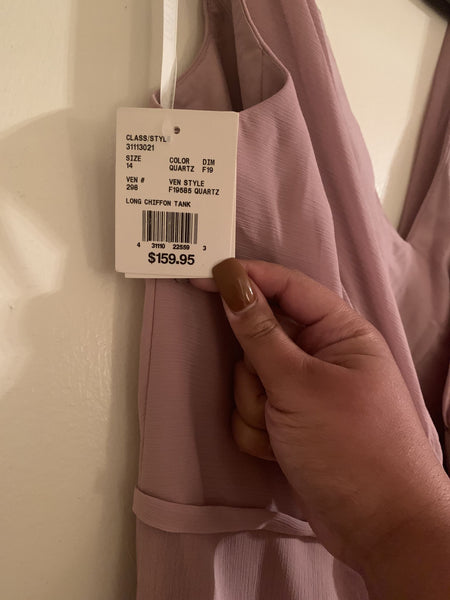 CLASS/STYLE
31113021
SIZE COLOR DIM
14 QUARTZ F19
VEN # VEN STYLE
298 F19585 QUARTZ
LONG CHIFFON TANK
4 31110 22559 3
$159.95